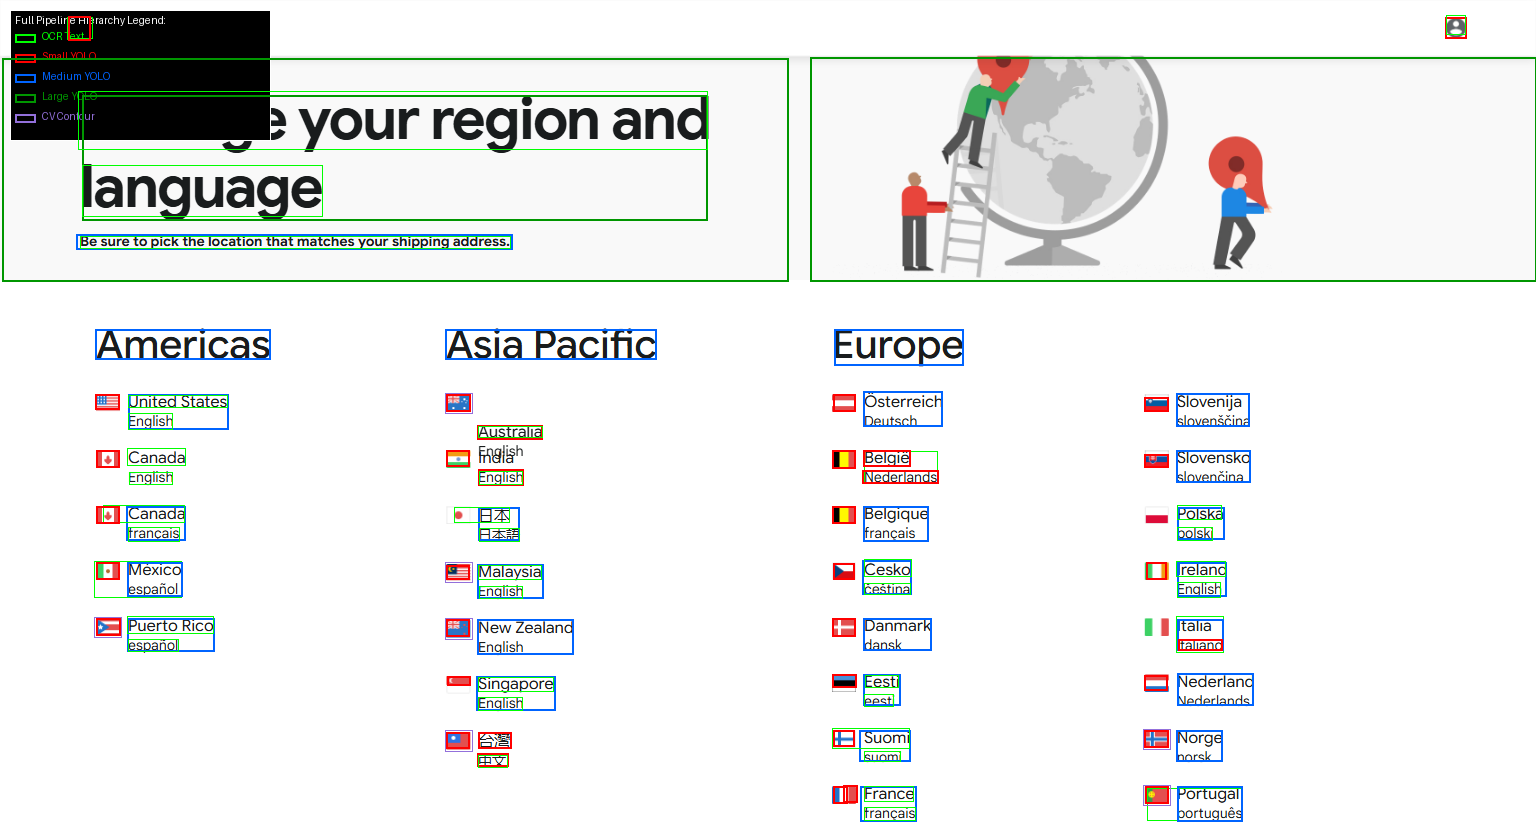 Full Pipeline Hierarchy Legend:
OCR Text
Small YOLO
Medium YOLO
Large YOLO
CV Contour
your region and
language
Be sure to pick the location that matches your shipping address.
Americas
United States
English
Canada
English
Canada
français
México
español
Puerto Rico
español
Asia Pacific
Australia
English
India
English
日本
日本語
Malaysia
English
New Zealand
English
Singapore
English
台灣
中文
Europe
Österreich
Deutsch
België
Nederlands
Belgique
français
Česko
čeština
Danmark
dansk
Eesti
eesti
Suomi
suomi
France
français
Slovenija
slovenščina
Slovensko
slovenčina
Polska
polski
Ireland
English
Italia
italiano
Nederland
Nederlands
Norge
norsk
Portugal
português